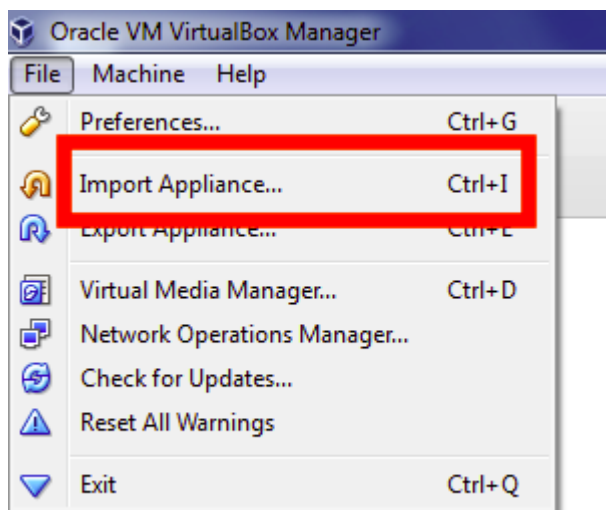 Oracle VM VirtualBox Manager
File Machine Help
Preferences... Ctrl+G
Import Appliance... Ctrl+I
Export Appliance... Ctrl+E
Virtual Media Manager... Ctrl+D
Network Operations Manager...
Check for Updates...
Reset All Warnings
Exit Ctrl+Q